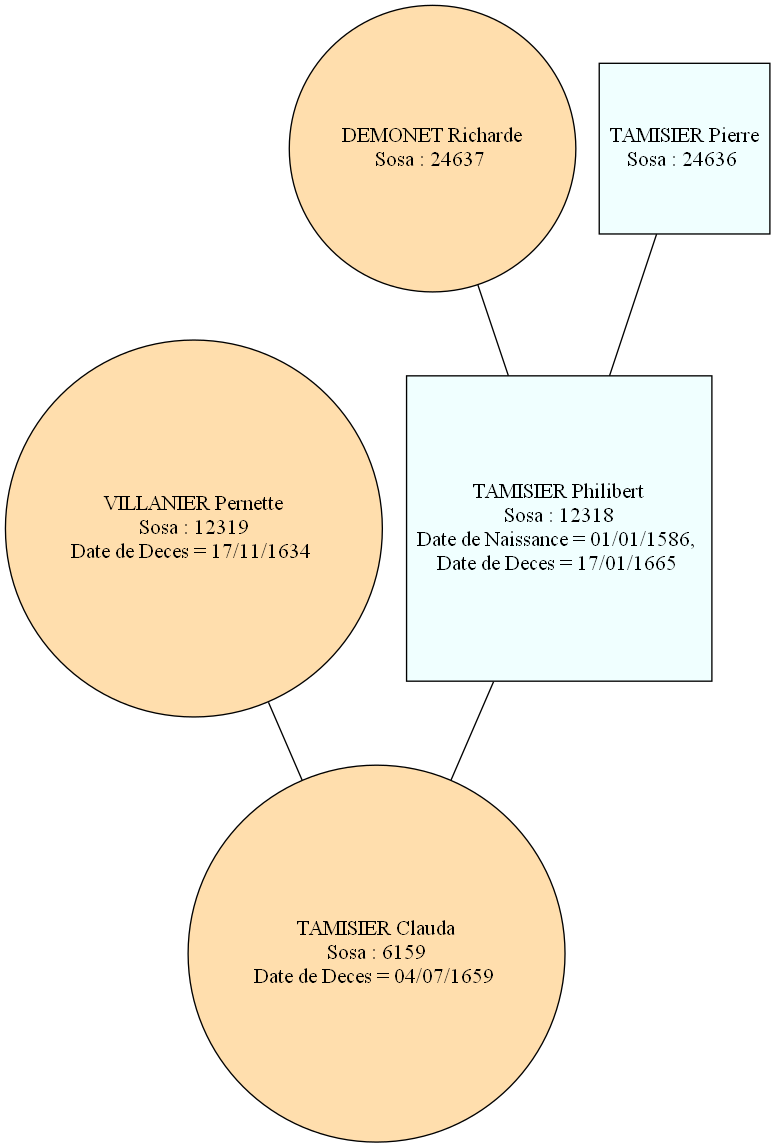 DEMONET Richarde
Sosa : 24637
TAMISIER Pierre
Sosa : 24636
VILLANIER Pernette
Sosa : 12319
Date de Deces = 17/11/1634
TAMISIER Philibert
Sosa : 12318
Date de Naissance = 01/01/1586,
Date de Deces = 17/01/1665
TAMISIER Clauda
Sosa : 6159
Date de Deces = 04/07/1659